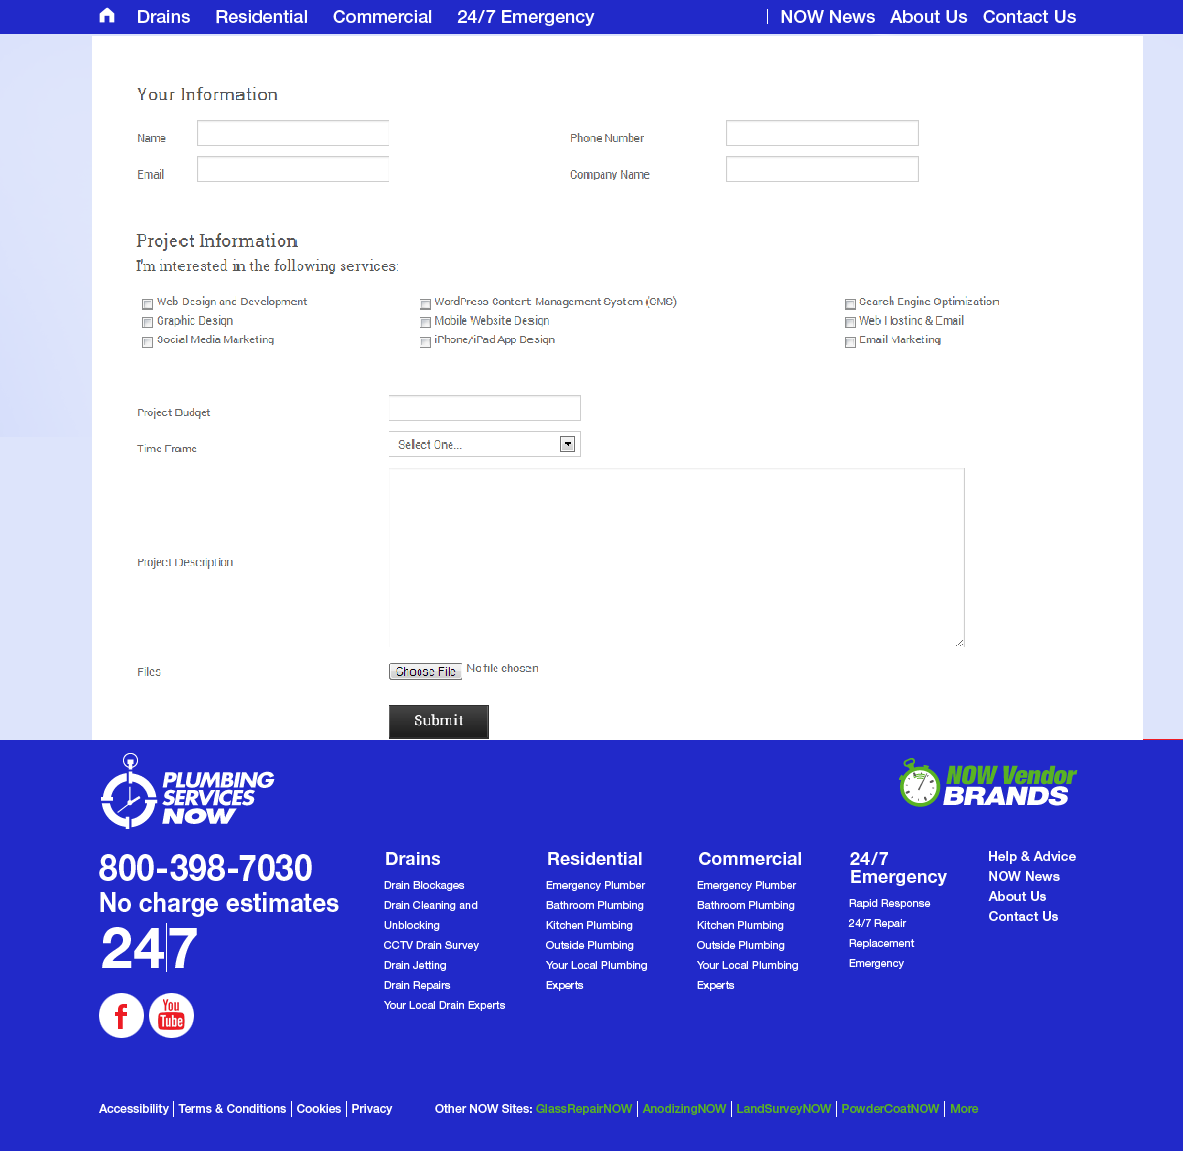 Drains Residential Commercial 24/7 Emergency NOW News About Us Contact Us
Your Information
Name Phone Number
Email Company Name
Project Information
I'm interested in the following services:
Web Design and Development WordPress Content Management System (CMS) Search Engine Optimization
Graphic Design Mobile Website Design Web Hosting & Email
Social Media Marketing iPhone/iPad App Design Email Marketing
Project Budget
Time Frame Select One...
Project Description
Files Choose File No file chosen
Submit
PLUMBING
SERVICES
NOW
NOW Vendor
BRANDS
800-398-7030
No charge estimates
24|7
f You Tube
Drains
Drain Blockages
Drain Cleaning and
Unblocking
CCTV Drain Survey
Drain Jetting
Drain Repairs
Your Local Drain Experts
Residential
Emergency Plumber
Bathroom Plumbing
Kitchen Plumbing
Outside Plumbing
Your Local Plumbing
Experts
Commercial
Emergency Plumber
Bathroom Plumbing
Kitchen Plumbing
Outside Plumbing
Your Local Plumbing
Experts
24/7
Emergency
Rapid Response
24/7 Repair
Replacement
Emergency
Help & Advice
NOW News
About Us
Contact Us
Accessibility | Terms & Conditions | Cookies | Privacy Other NOW Sites: GlassRepairNOW | AnodizingNOW | LandSurveyNOW | PowderCoatNOW | More